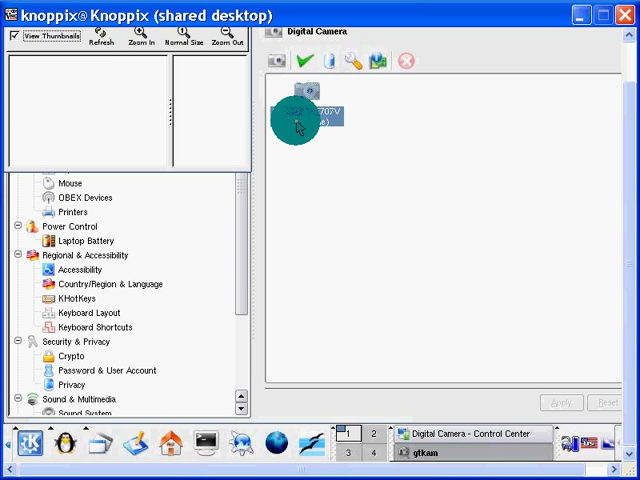 knoppix@ Knoppix (shared desktop)
View Thumbnails
Refresh
Zoom In
Normal Size
Zoom Out
Digital Camera
Mouse
OBEX Devices
Printers
Power Control
Laptop Battery
Regional & Accessibility
Accessibility
Country/Region & Language
KHotKeys
Keyboard Layout
Keyboard Shortcuts
Security & Privacy
Crypto
Password & User Account
Privacy
Sound & Multimedia
Sound System
Apply
Reset
1 2
3 4
Digital Camera - Control Center
gtkam